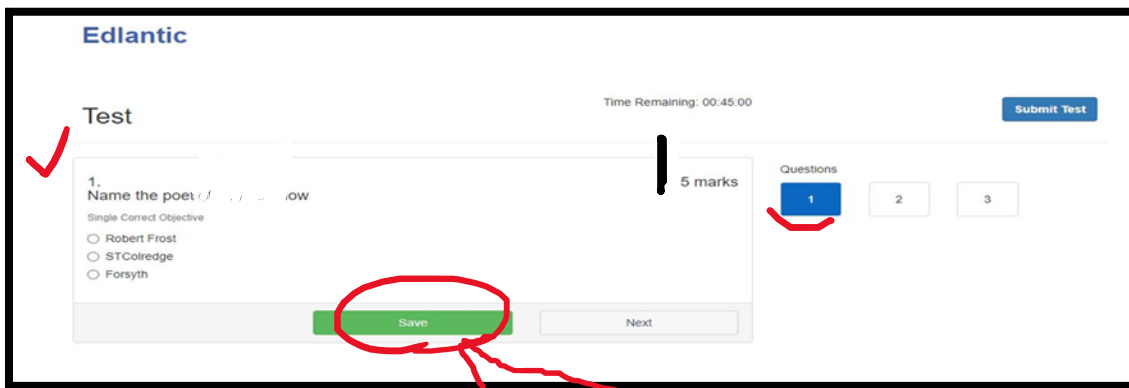 Edlantic
Test
Time Remaining: 00:45:00
Submit Test
1.
Name the poet
5 marks
Single Correct Objective
Robert Frost
STColredge
Forsyth
Save
Next
Questions
1
2
3